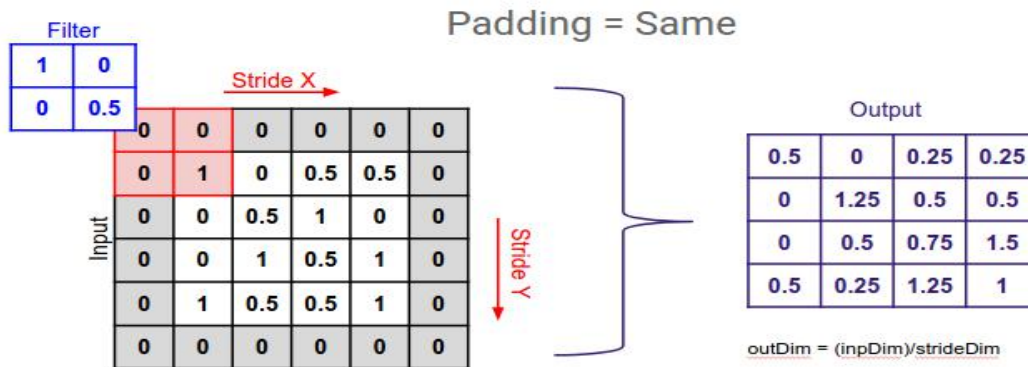 Padding = Same
Filter
1 0
0 0.5
Stride X
Input
0 0 0 0 0 0
0 1 0 0.5 0.5 0
0 0 0.5 1 0 0
0 0 1 0.5 1 0
0 1 0.5 0.5 1 0
0 0 0 0 0 0
Stride Y
Output
0.5 0 0.25 0.25
0 1.25 0.5 0.5
0 0.5 0.75 1.5
0.5 0.25 1.25 1
outDim = (inpDim)/strideDim